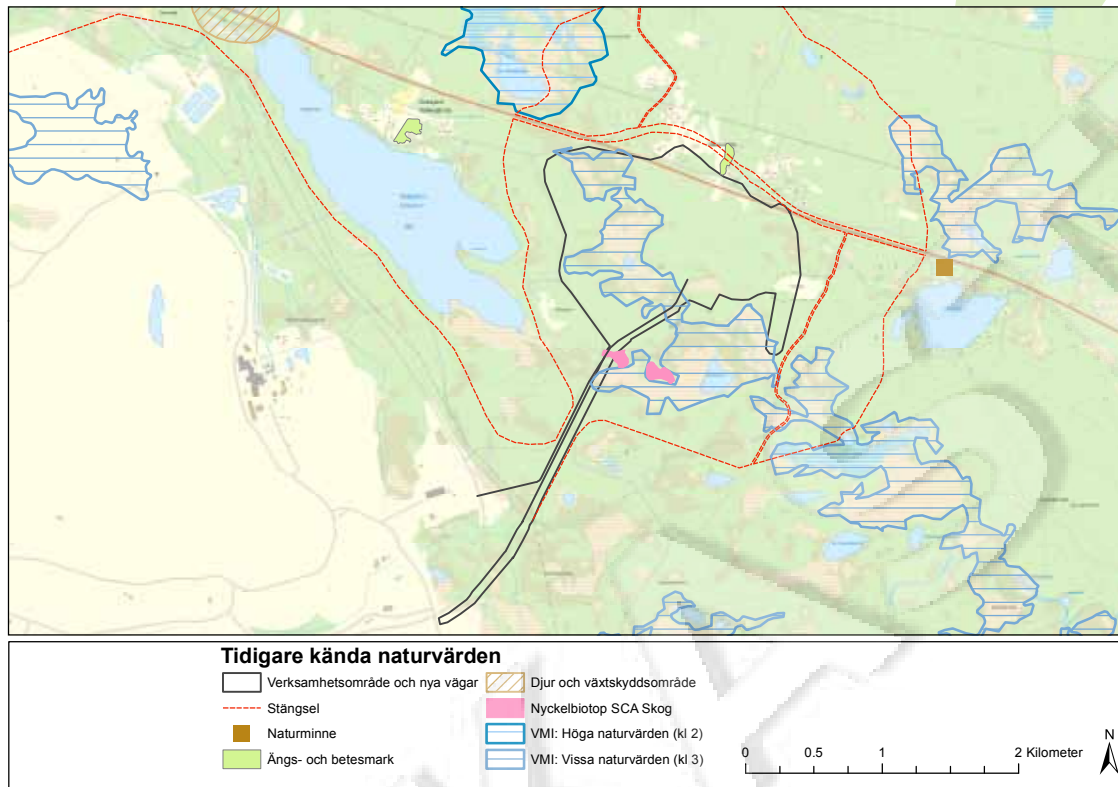 Tidigare kända naturvärden
Verksamhetsområde och nya vägar
Stängsel
Naturminne
Ängs- och betesmark
Djur och växtskyddsområde
Nyckelbiotop SCA Skog
VMI: Höga naturvärden (kl 2)
VMI: Vissa naturvärden (kl 3)
0 0.5 1 2 Kilometer
N